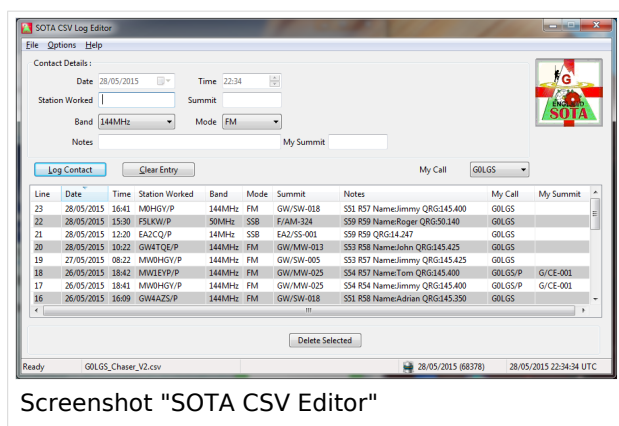 SOTA CSV Log Editor
File Options Help
Contact Details :
Date 28/05/2015 Time 22:34
Station Worked Summit
Band 144MHz Mode FM
Notes My Summit
G
ENGLAND
SOTA
Log Contact Clear Entry My Call G0LGS
Line Date Time Station Worked Band Mode Summit Notes My Call My Summit
23 28/05/2015 16:41 M0HGY/P 144MHz FM GW/SW-018 S51 R57 Name:Jimmy QRG:145.400 G0LGS
22 28/05/2015 15:30 F5LKW/P 50MHz SSB F/AM-324 S59 R59 Name:Roger QRG:50.140 G0LGS
21 28/05/2015 12:20 EA2CQ/P 14MHz SSB EA2/SS-001 S59 R59 QRG:14.247 G0LGS
20 28/05/2015 10:22 GW4TQE/P 144MHz FM GW/MW-013 S53 R58 Name:John QRG:145.425 G0LGS
19 27/05/2015 08:22 MW0HGY/P 144MHz FM GW/SW-005 S53 R57 Name:Jimmy QRG:145.425 G0LGS
18 26/05/2015 18:42 MW1EYP/P 144MHz FM GW/MW-025 S55 R57 Name:Tom QRG:145.400 G0LGS/P G/CE-001
17 26/05/2015 18:41 MW0HGY/P 144MHz FM GW/MW-025 S54 R54 Name:Jimmy QRG:145.400 G0LGS/P G/CE-001
16 26/05/2015 16:09 GW4AZS/P 144MHz FM GW/SW-018 S51 R58 Name:Adrian QRG:145.350 G0LGS
Delete Selected
Ready G0LGS_Chaser_V2.csv 28/05/2015 (68378) 28/05/2015 22:34:34 UTC
Screenshot "SOTA CSV Editor"